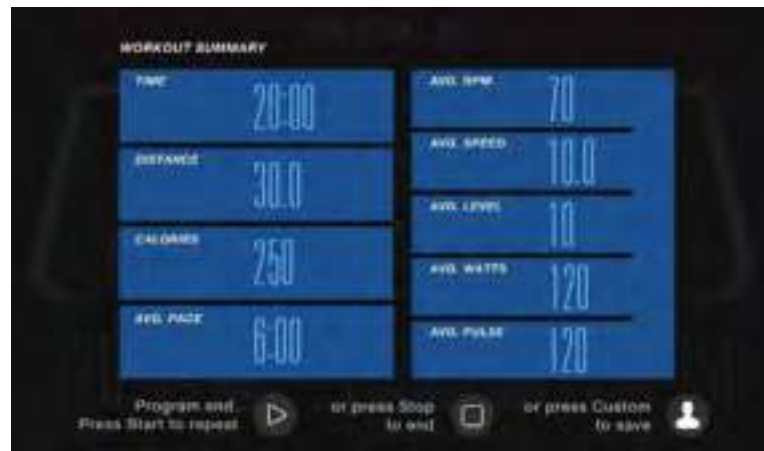 WORKOUT SUMMARY
TIME
20:00
DISTANCE
30.0
CALORIES
250
AVG. PACE
6:00
AVG. RPM
70
AVG. SPEED
10.0
AVG. LEVEL
10
AVG. WATTS
120
AVG. PULSE
120
Program and
Press Start to repeat
or press Stop
to end
or press Custom
to save